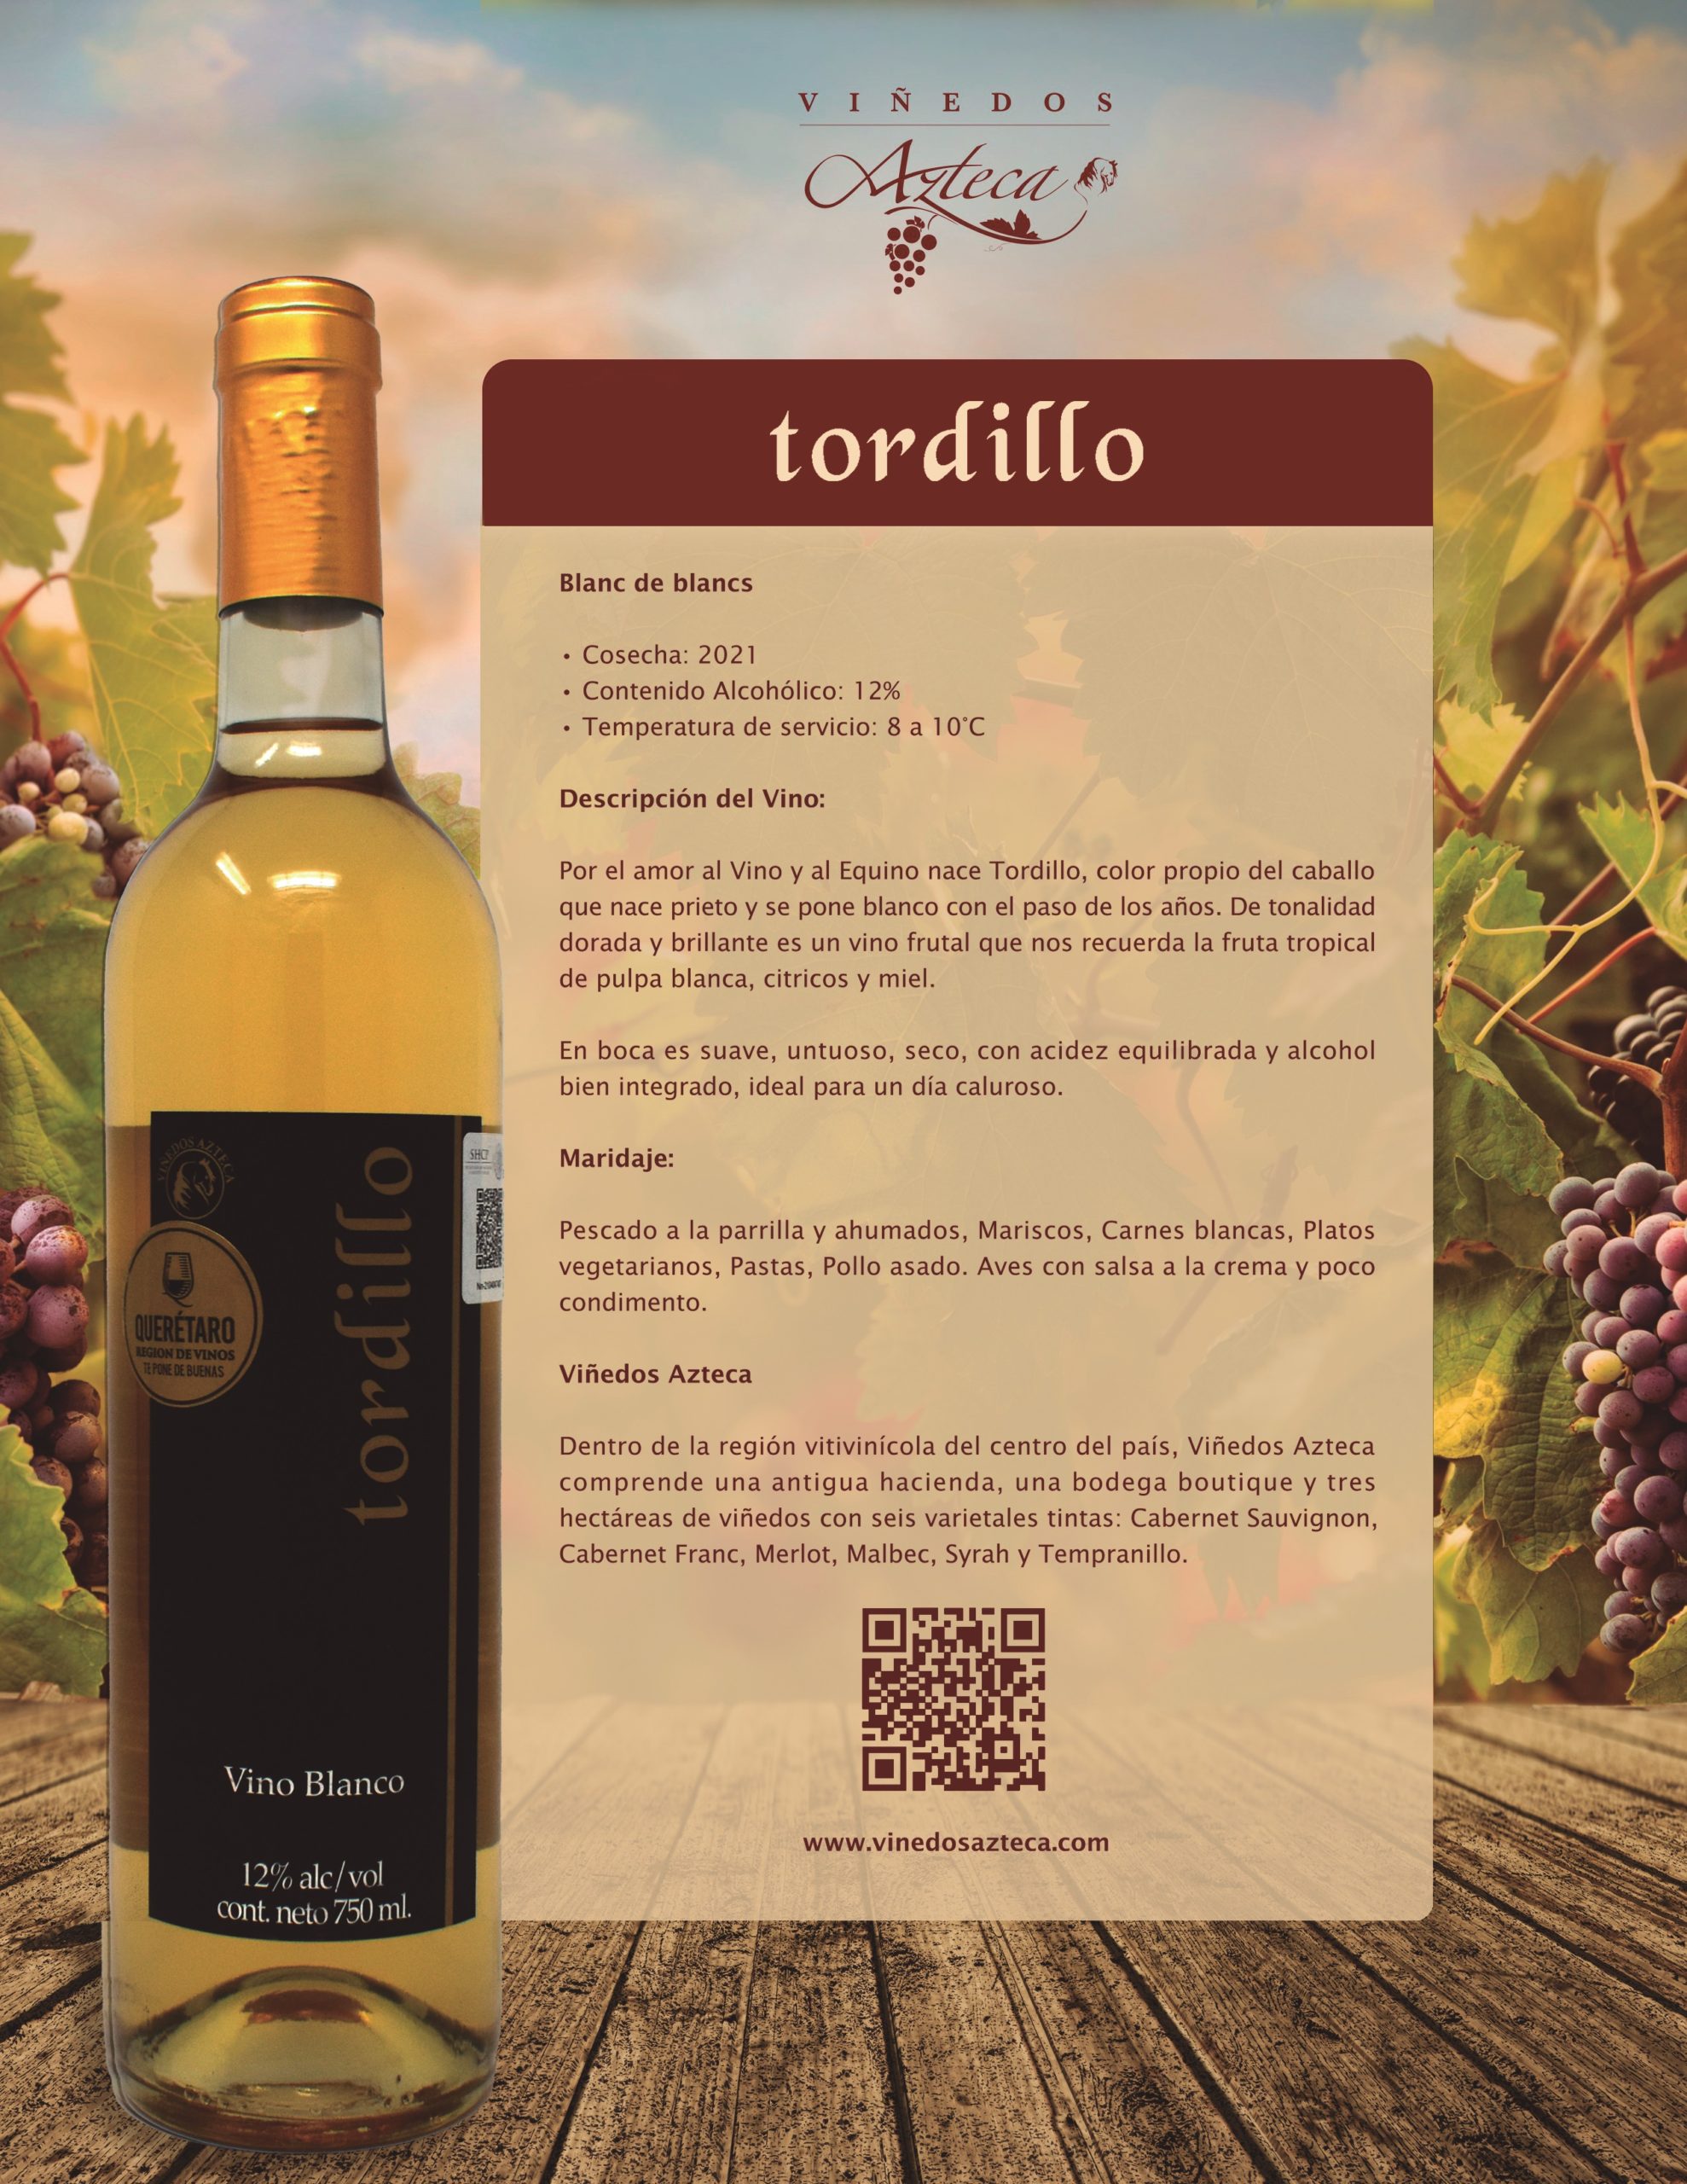 VIÑEDOS
Azteca
tordillo
Blanc de blancs
• Cosecha: 2021
• Contenido Alcohólico: 12%
• Temperatura de servicio: 8 a 10°C
Descripción del Vino:
Por el amor al Vino y al Equino nace Tordillo, color propio del caballo
que nace prieto y se pone blanco con el paso de los años. De tonalidad
dorada y brillante es un vino frutal que nos recuerda la fruta tropical
de pulpa blanca, citricos y miel.
En boca es suave, untuoso, seco, con acidez equilibrada y alcohol
bien integrado, ideal para un día caluroso.
Maridaje:
Pescado a la parrilla y ahumados, Mariscos, Carnes blancas, Platos
vegetarianos, Pastas, Pollo asado. Aves con salsa a la crema y poco
condimento.
Viñedos Azteca
Dentro de la región vitivinícola del centro del país, Viñedos Azteca
comprende una antigua hacienda, una bodega boutique y tres
hectáreas de viñedos con seis varietales tintas: Cabernet Sauvignon,
Cabernet Franc, Merlot, Malbec, Syrah y Tempranillo.
www.vinedosazteca.com
VIÑEDOS AZTECA
tordillo
SHCP
QUERÉTARO
REGION DE VINOS
TE PONE DE BUENAS
Vino Blanco
12% alc/vol
cont. neto 750 ml.